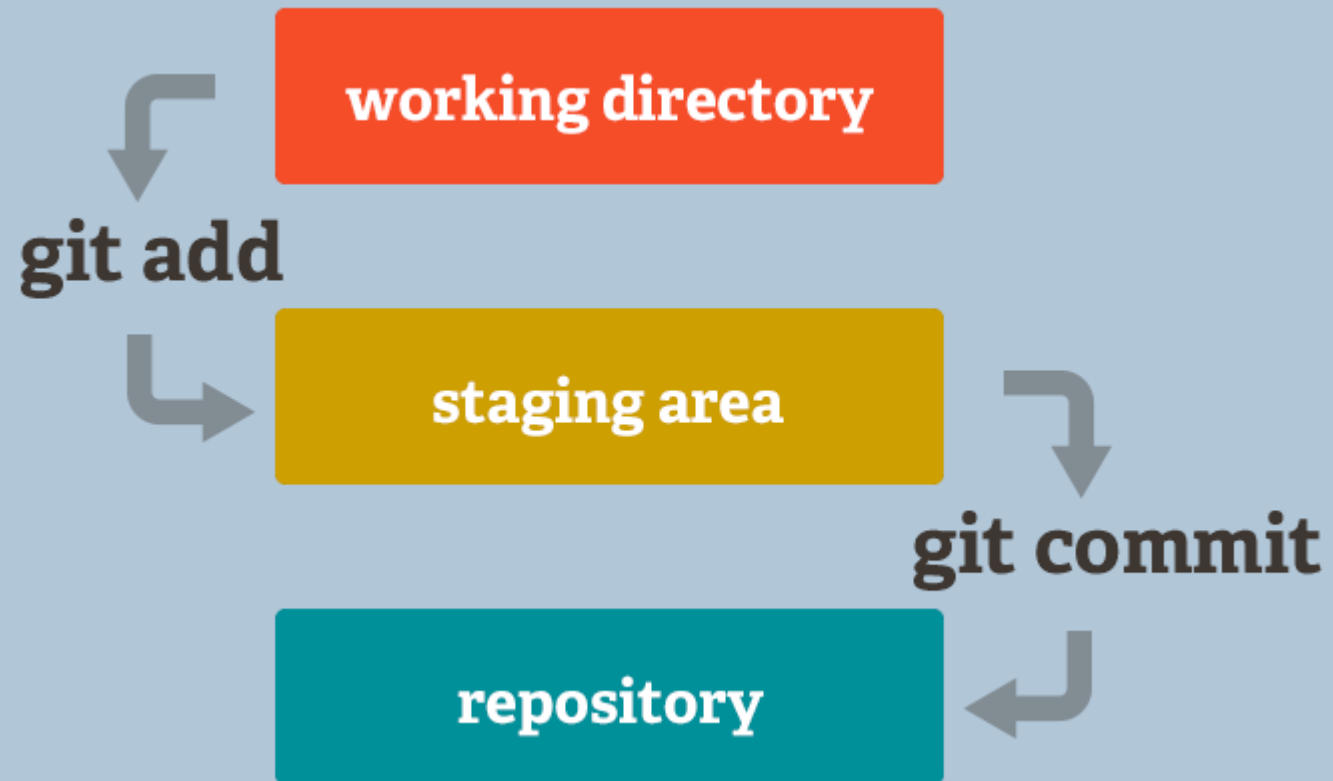 working directory
git add
staging area
git commit
repository